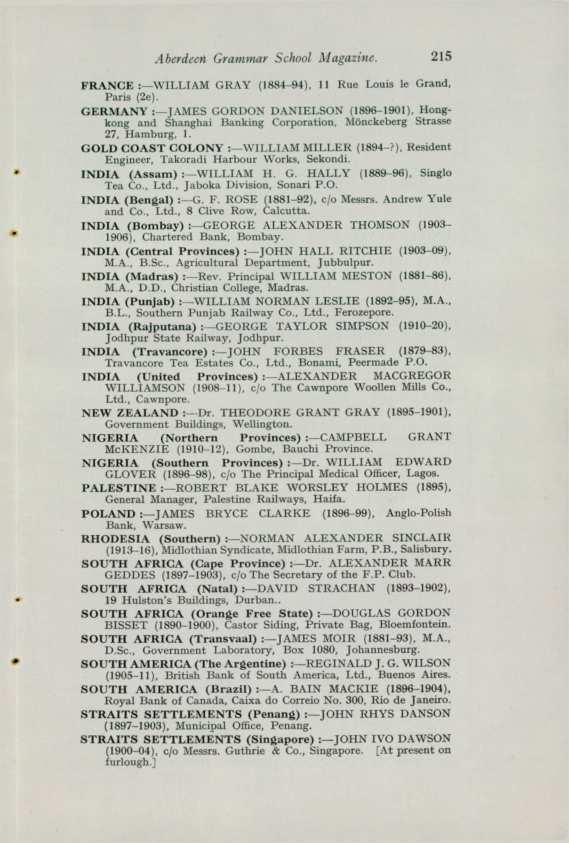 Aberdeen Grammar School Magazine. 215
FRANCE :—WILLIAM GRAY (1884–94), 11 Rue Louis le Grand,
Paris (2e).
GERMANY :—JAMES GORDON DANIELSON (1896–1901), Hong-
kong and Shanghai Banking Corporation, Mönckeberg Strasse
27, Hamburg, 1.
GOLD COAST COLONY :—WILLIAM MILLER (1894–?), Resident
Engineer, Takoradi Harbour Works, Sekondi.
INDIA (Assam) :—WILLIAM H. G. HALLY (1889–96), Singlo
Tea Co., Ltd., Jaboka Division, Sonari P.O.
INDIA (Bengal) :—G. F. ROSE (1881–92), c/o Messrs. Andrew Yule
and Co., Ltd., 8 Clive Row, Calcutta.
INDIA (Bombay) :—GEORGE ALEXANDER THOMSON (1903–
1906), Chartered Bank, Bombay.
INDIA (Central Provinces) :—JOHN HALL RITCHIE (1903–09),
M.A., B.Sc., Agricultural Department, Jubbulpur.
INDIA (Madras) :—Rev. Principal WILLIAM MESTON (1881–86),
M.A., D.D., Christian College, Madras.
INDIA (Punjab) :—WILLIAM NORMAN LESLIE (1892–95), M.A.,
B.L., Southern Punjab Railway Co., Ltd., Ferozepore.
INDIA (Rajputana) :—GEORGE TAYLOR SIMPSON (1910–20),
Jodhpur State Railway, Jodhpur.
INDIA (Travancore) :—JOHN FORBES FRASER (1879–83),
Travancore Tea Estates Co., Ltd., Bonami, Peermade P.O.
INDIA (United Provinces) :—ALEXANDER MACGREGOR
WILLIAMSON (1908–11), c/o The Cawnpore Woollen Mills Co.,
Ltd., Cawnpore.
NEW ZEALAND :—Dr. THEODORE GRANT GRAY (1895–1901),
Government Buildings, Wellington.
NIGERIA (Northern Provinces) :—CAMPBELL GRANT
McKENZIE (1910–12), Gombe, Bauchi Province.
NIGERIA (Southern Provinces) :—Dr. WILLIAM EDWARD
GLOVER (1896–98), c/o The Principal Medical Officer, Lagos.
PALESTINE :—ROBERT BLAKE WORSLEY HOLMES (1895),
General Manager, Palestine Railways, Haifa.
POLAND :—JAMES BRYCE CLARKE (1896–99), Anglo-Polish
Bank, Warsaw.
RHODESIA (Southern) :—NORMAN ALEXANDER SINCLAIR
(1913–16), Midlothian Syndicate, Midlothian Farm, P.B., Salisbury.
SOUTH AFRICA (Cape Province) :—Dr. ALEXANDER MARR
GEDDES (1897–1903), c/o The Secretary of the F.P. Club.
SOUTH AFRICA (Natal) :—DAVID STRACHAN (1893–1902),
19 Hulston's Buildings, Durban..
SOUTH AFRICA (Orange Free State) :—DOUGLAS GORDON
BISSET (1890–1900), Castor Siding, Private Bag, Bloemfontein.
SOUTH AFRICA (Transvaal) :—JAMES MOIR (1881–93), M.A.,
D.Sc., Government Laboratory, Box 1080, Johannesburg.
SOUTH AMERICA (The Argentine) :—REGINALD J. G. WILSON
(1905–11), British Bank of South America, Ltd., Buenos Aires.
SOUTH AMERICA (Brazil) :—A. BAIN MACKIE (1896–1904),
Royal Bank of Canada, Caixa do Correio No. 300, Rio de Janeiro.
STRAITS SETTLEMENTS (Penang) :—JOHN RHYS DANSON
(1897–1903), Municipal Office, Penang.
STRAITS SETTLEMENTS (Singapore) :—JOHN IVO DAWSON
(1900–04), c/o Messrs. Guthrie & Co., Singapore. [At present on
furlough.]